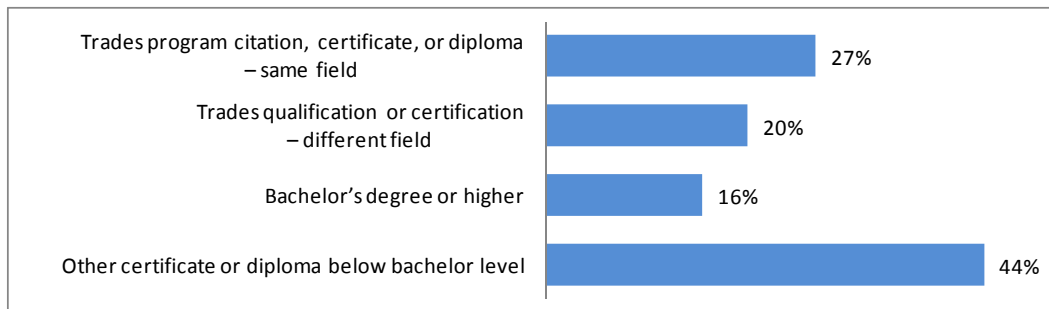 Trades program citation, certificate, or diploma
– same field
27%
Trades qualification or certification
– different field
20%
Bachelor’s degree or higher
16%
Other certificate or diploma below bachelor level
44%